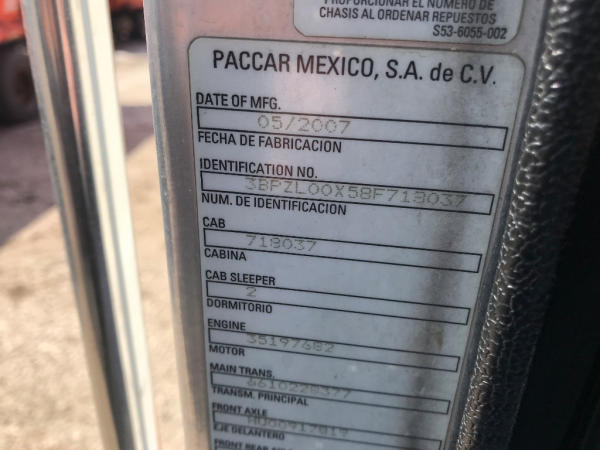 PROPORCIONAR EL NUMERO DE
CHASIS AL ORDENAR REPUESTOS
S53-6055-002
PACCAR MEXICO, S.A. de C.V.
DATE OF MFG.
05/2007
FECHA DE FABRICACION
IDENTIFICATION NO.
3BPZL00X58F718037
NUM. DE IDENTIFICACION
CAB
718037
CABINA
CAB SLEEPER
2
DORMITORIO
ENGINE
35197682
MOTOR
MAIN TRANS.
6610228377
TRANSM. PRINCIPAL
FRONT AXLE
EJE DELANTERO